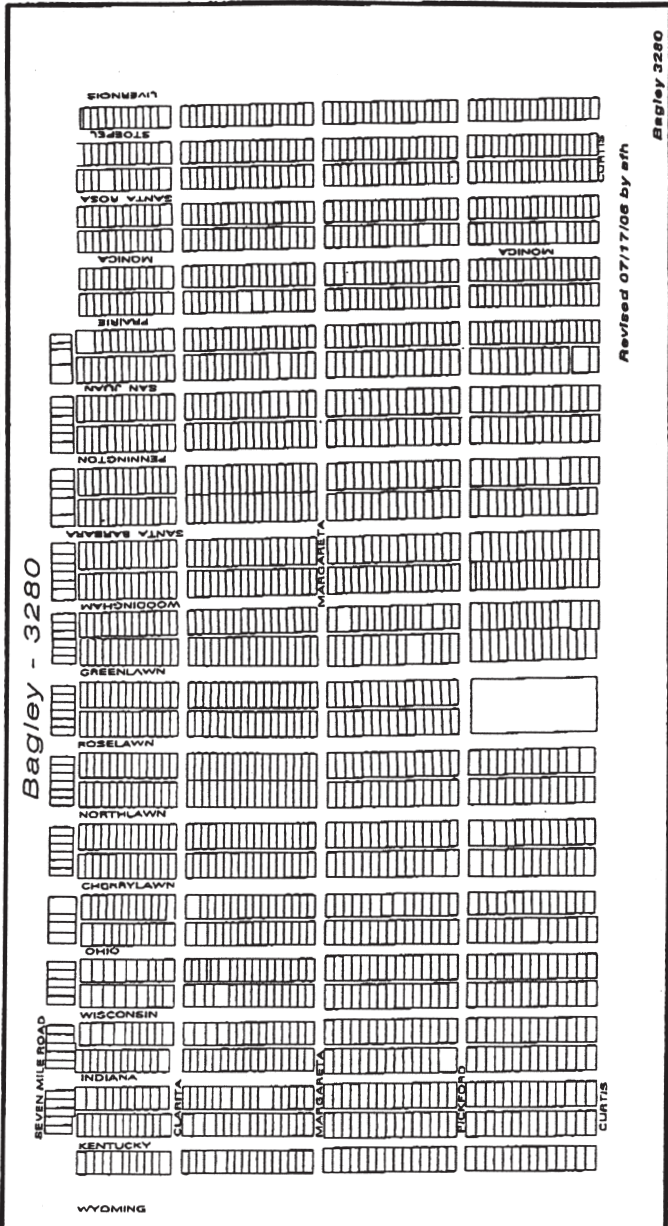 Bagley 3280
LIVERNOIS
STOEPEL
CURTIS
Revised 07/17/06 by efh
SANTA ROSA
MONICA
MONICA
PRAIRIE
SAN JUAN
PENNINGTON
SANTA BARBARA
MARGARETA
Bagley - 3280
WOODINGHAM
GREENLAWN
ROSELAWN
NORTHLAWN
CHERRYLAWN
OHIO
WISCONSIN
SEVEN MILE ROAD
INDIANA
CLARITA
MARGARETA
PICKFORD
CURTIS
KENTUCKY
WYOMING